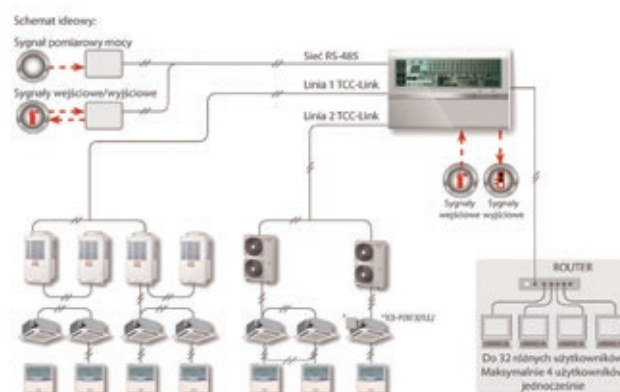 Schemat ideowy:
Sygnał pomiarowy mocy
Sygnały wejściowe/wyjściowe
Sieć RS-485
Linia 1 TCC-Link
Linia 2 TCC-Link
Sygnały
wejściowe
Sygnały
wyjściowe
ROUTER
Do 32 różnych użytkowników
Maksymalnie 4 użytkowników
jednocześnie